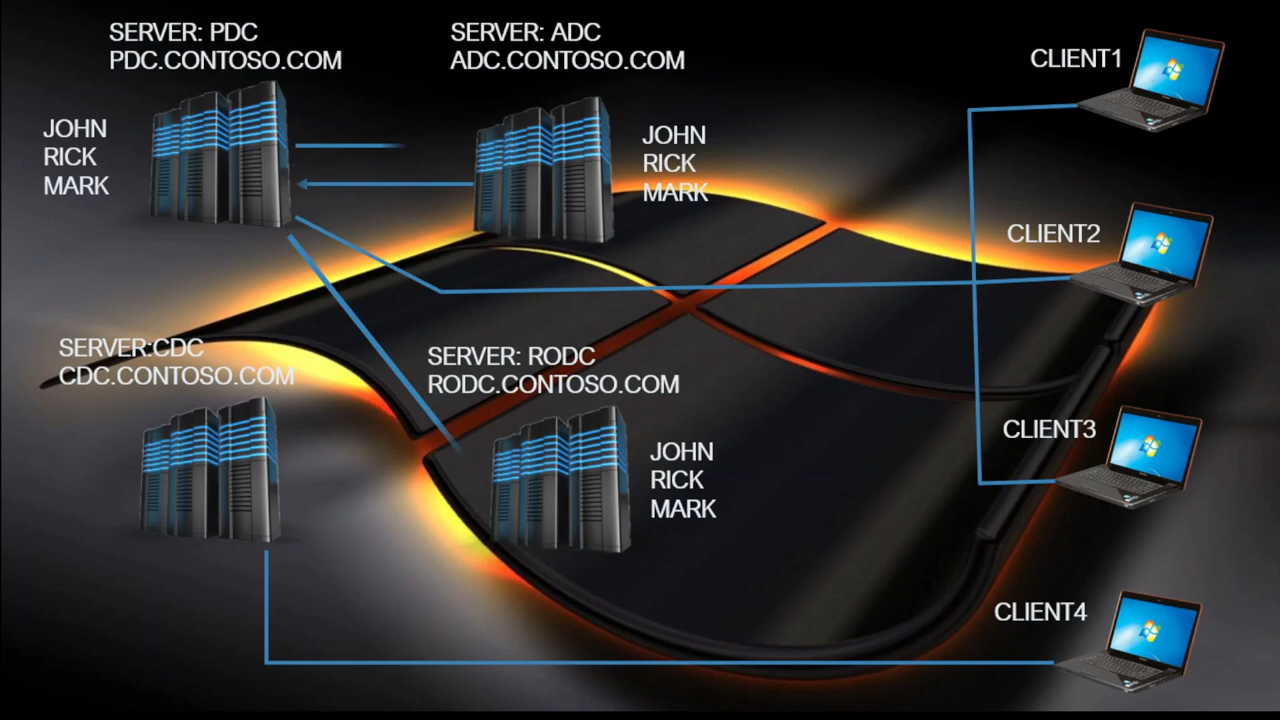 SERVER: PDC
PDC.CONTOSO.COM
JOHN
RICK
MARK
SERVER: ADC
ADC.CONTOSO.COM
JOHN
RICK
MARK
CLIENT1
CLIENT2
SERVER:CDC
CDC.CONTOSO.COM
SERVER: RODC
RODC.CONTOSO.COM
JOHN
RICK
MARK
CLIENT3
CLIENT4